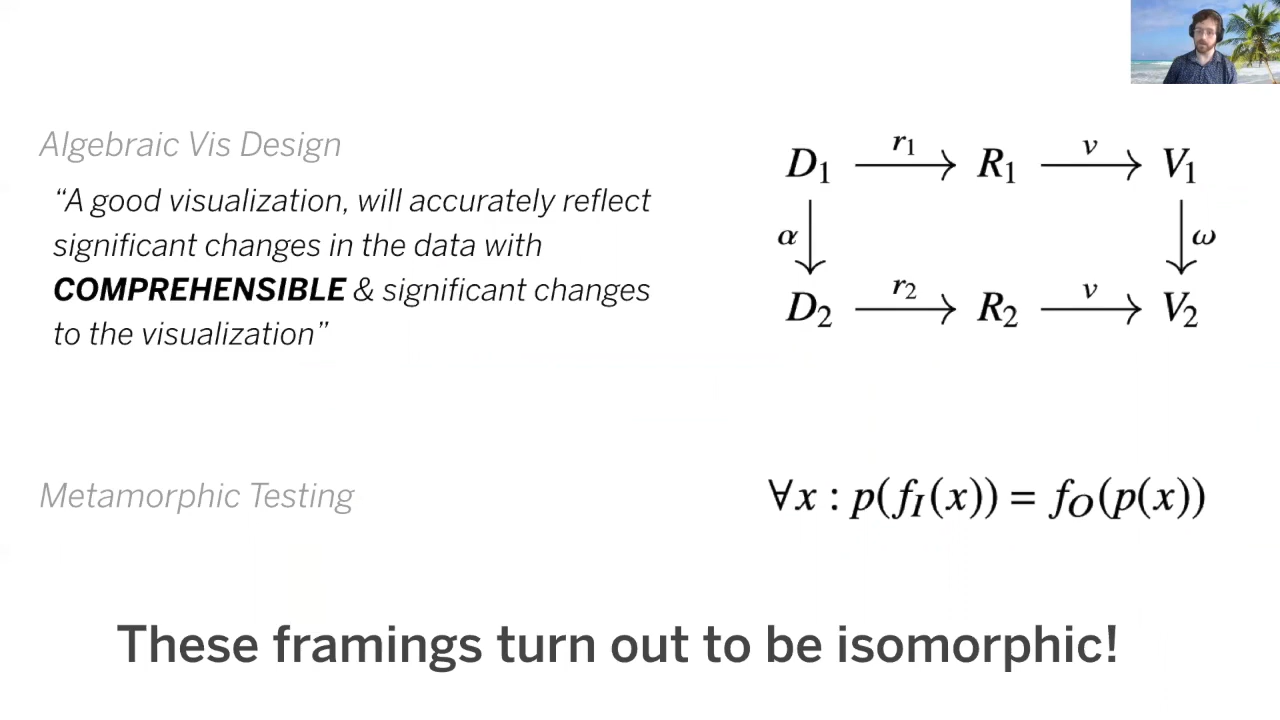 Algebraic Vis Design
“A good visualization, will accurately reflect
significant changes in the data with
COMPREHENSIBLE & significant changes
to the visualization”
D₁ r₁ R₁ v V₁
α ω
D₂ r₂ R₂ v V₂
Metamorphic Testing
∀x : p(f_I(x)) = f_O(p(x))
These framings turn out to be isomorphic!